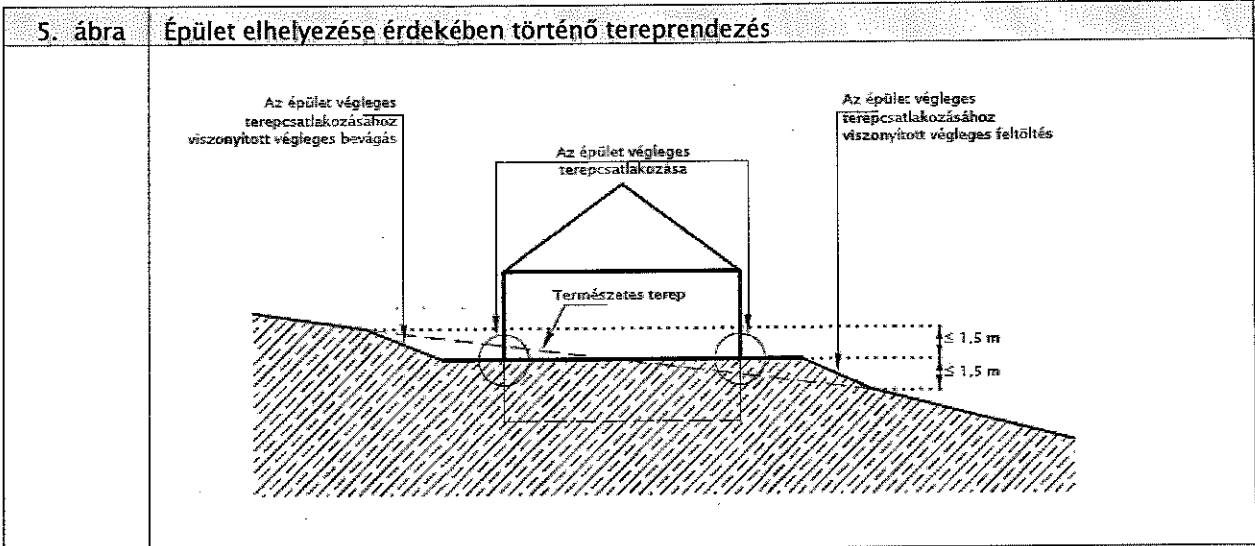 5. ábra
Épület elhelyezése érdekében történő tereprendezés
Az épület végleges
terepcsatlakozásához
viszonyított végleges bevágás
Az épület végleges
terepcsatlakozása
Az épület végleges
terepcsatlakozásához
viszonyított végleges feltöltés
Természetes terep
≤ 1,5 m
≤ 1,5 m